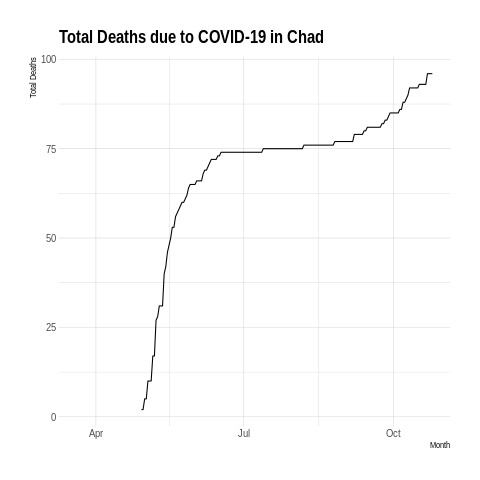 Total Deaths due to COVID-19 in Chad
Total Deaths
100
75
50
25
0
Apr
Jul
Oct
Month